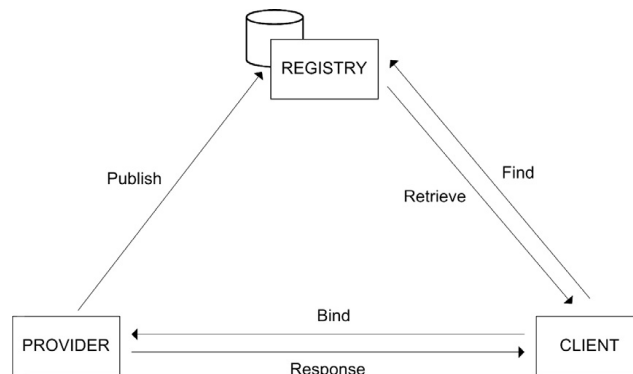 REGISTRY
Publish
Find
Retrieve
Bind
PROVIDER
CLIENT
Response